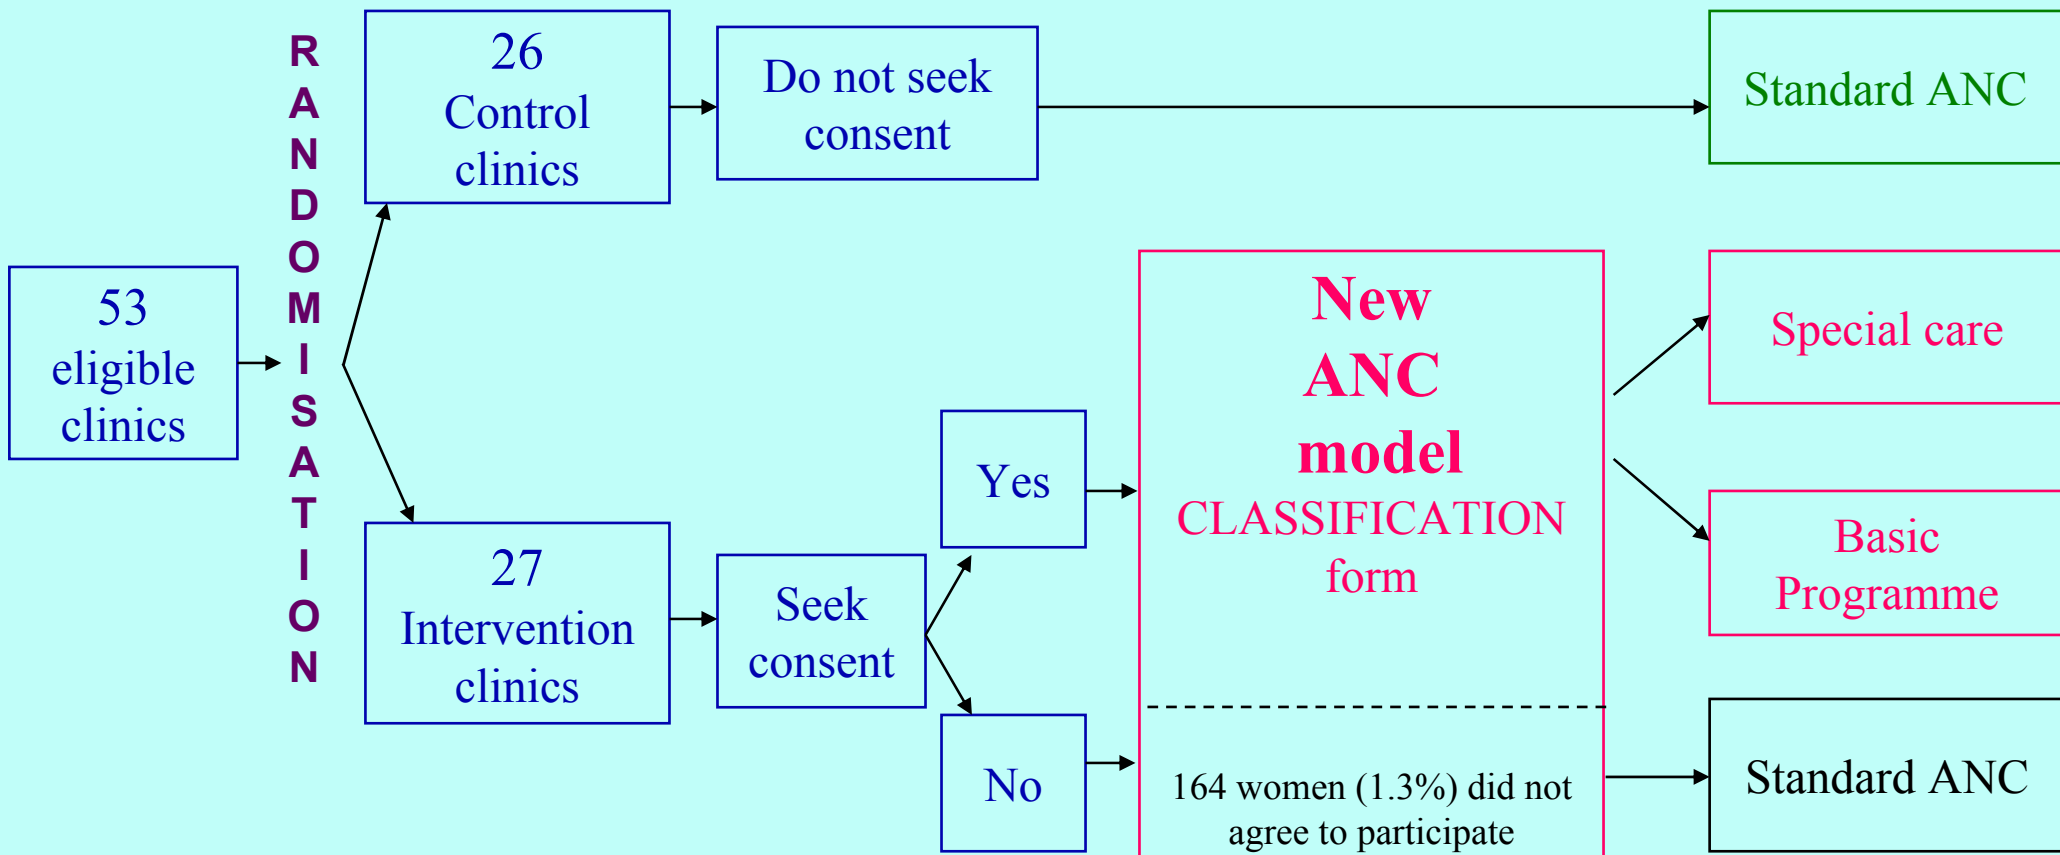 53
eligible
clinics
RANDOMISATION
26
Control
clinics
Do not seek
consent
Standard ANC
27
Intervention
clinics
Seek
consent
Yes
No
New
ANC
model
CLASSIFICATION
form
164 women (1.3%) did not
agree to participate
Special care
Basic
Programme
Standard ANC